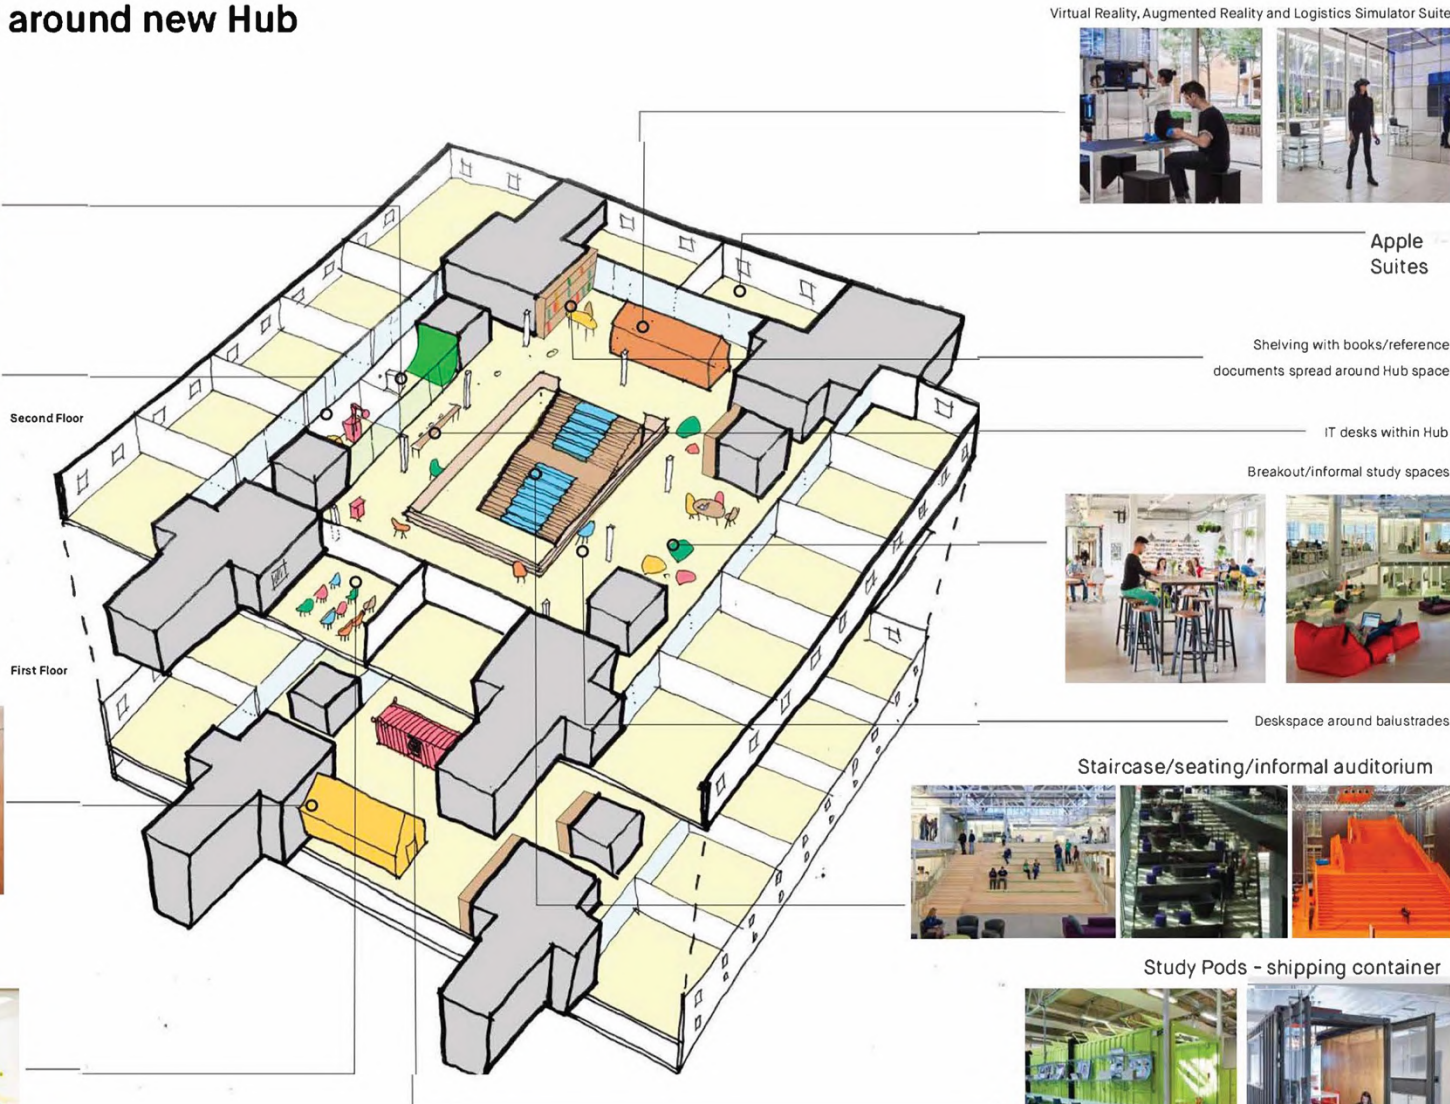 around new Hub
Virtual Reality, Augmented Reality and Logistics Simulator Suite
Apple
Suites
Shelving with books/reference
documents spread around Hub space
Second Floor
IT desks within Hub
Breakout/informal study spaces
First Floor
Deskspace around balustrades
Staircase/seating/informal auditorium
Study Pods - shipping container